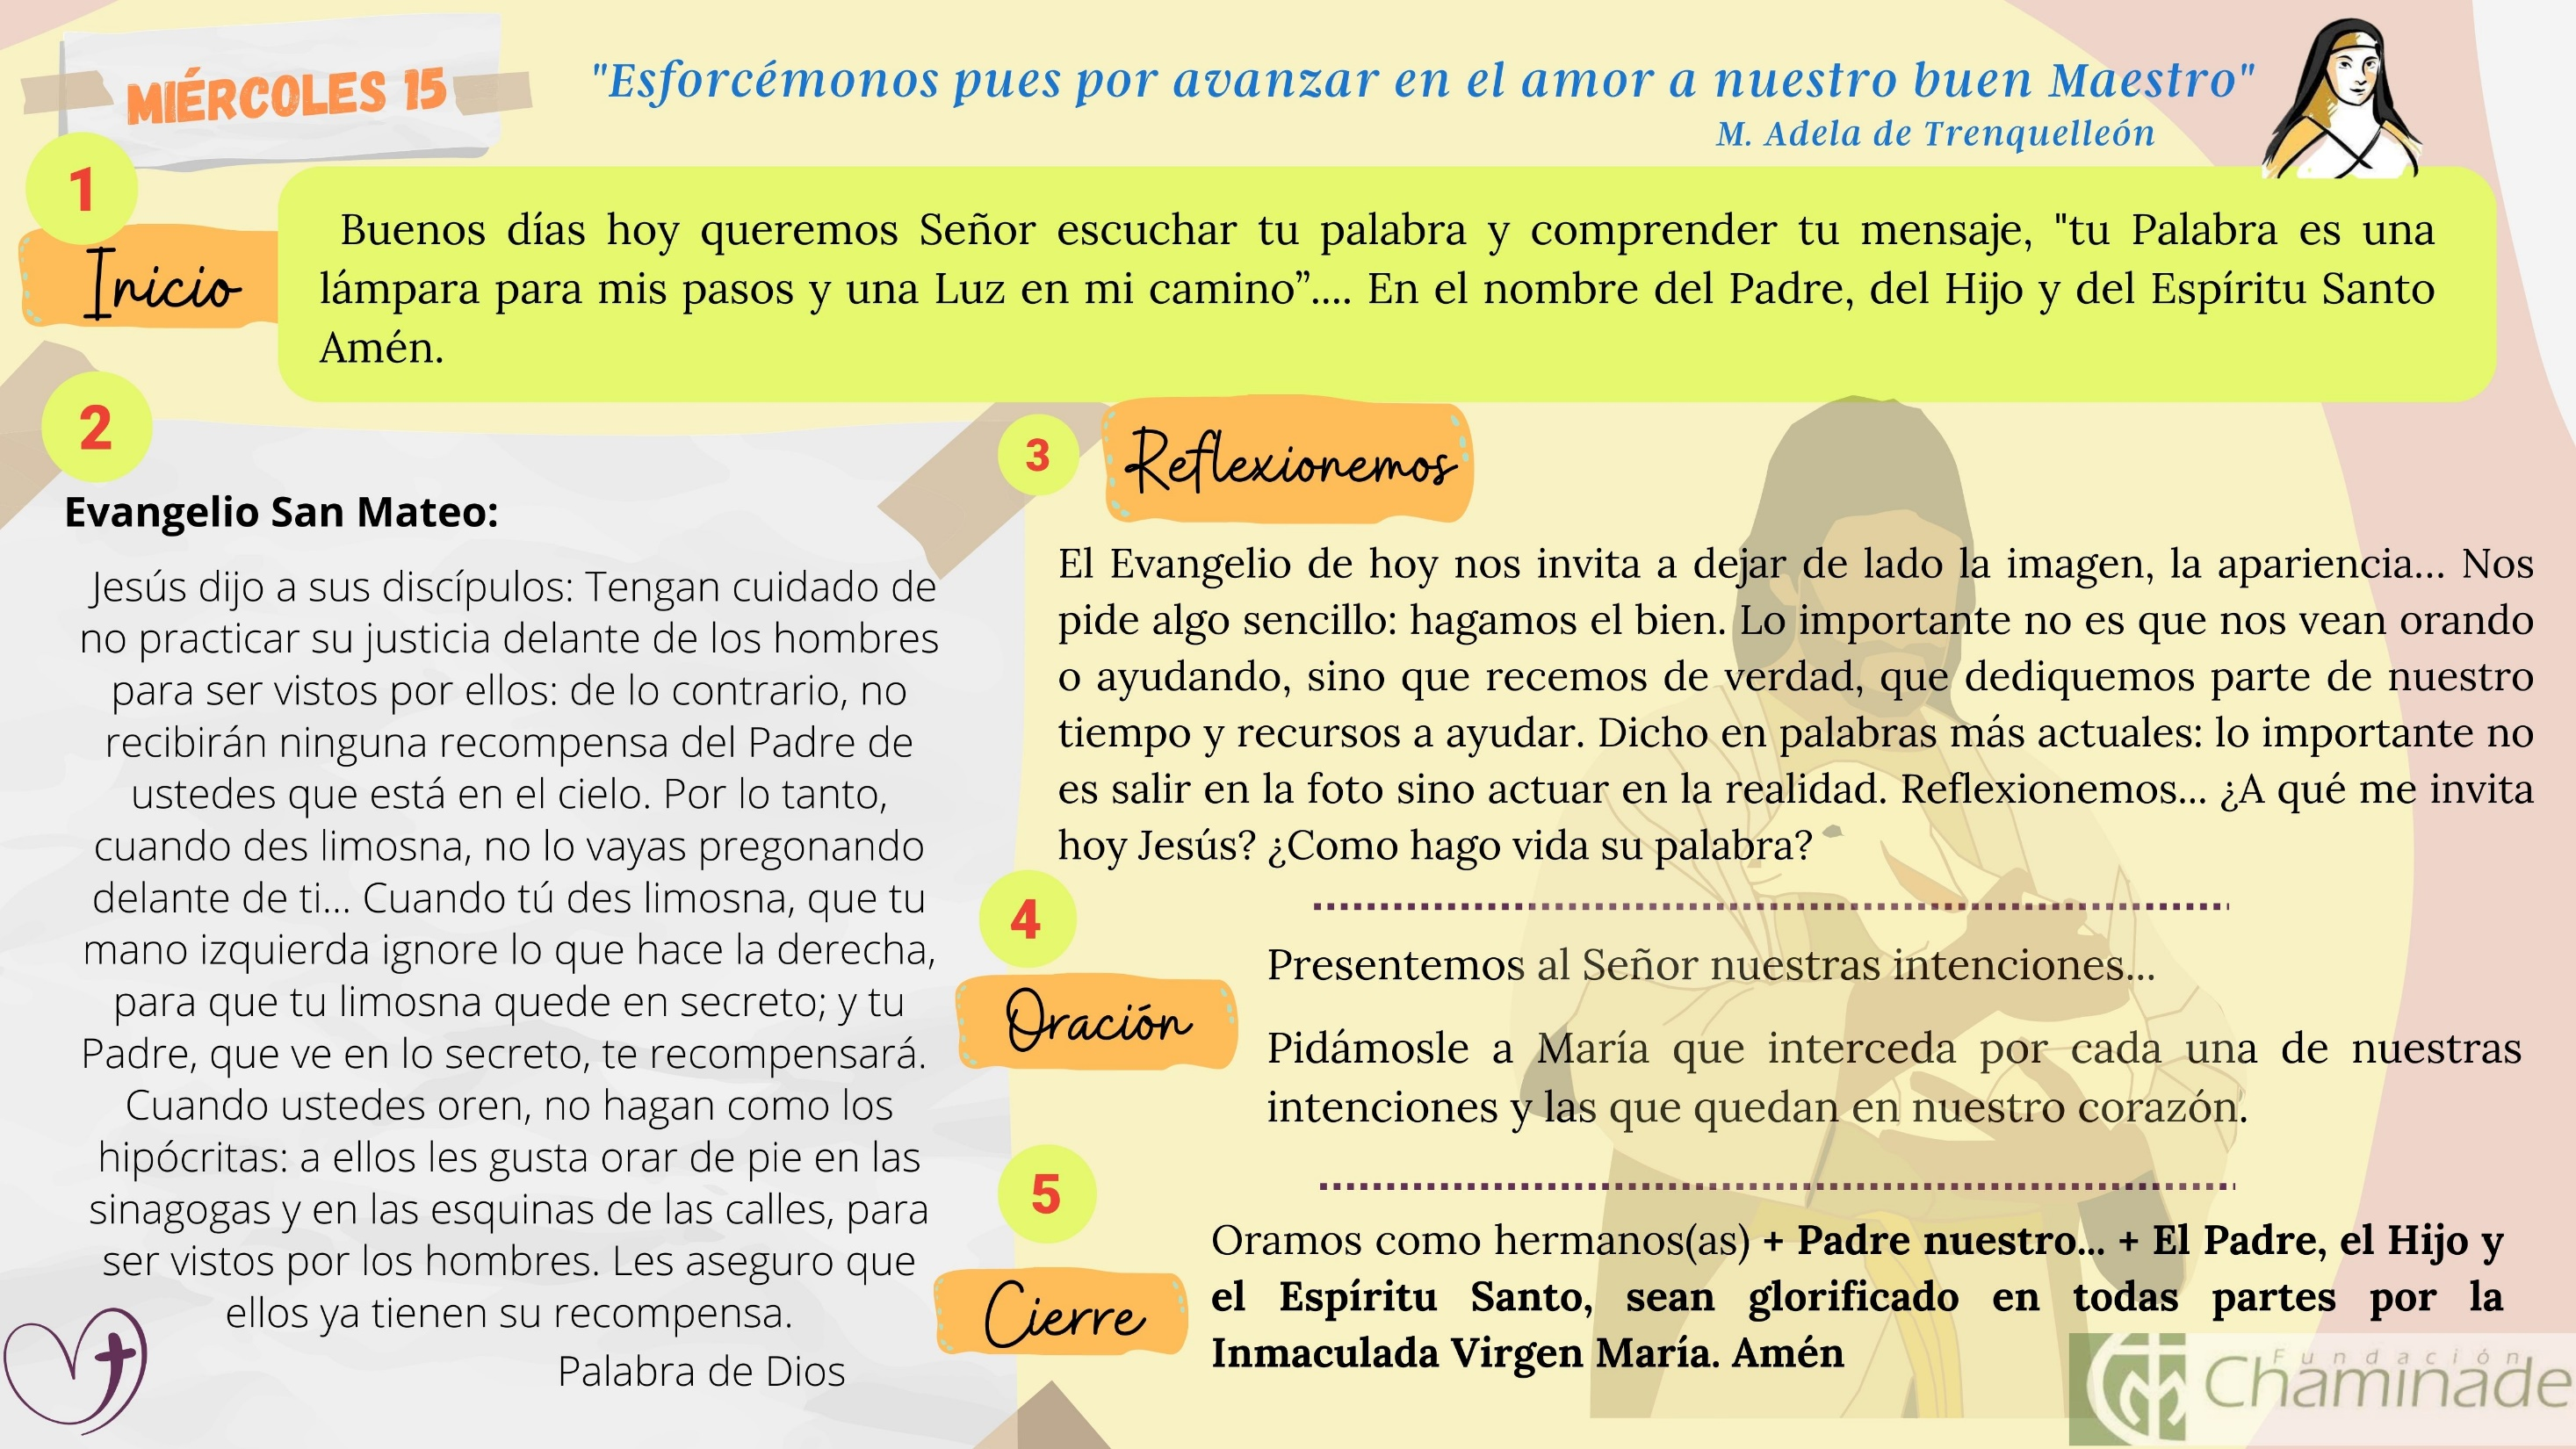 MIÉRCOLES 15
"Esforcémonos pues por avanzar en el amor a nuestro buen Maestro"
M. Adela de Trenquelleón
1
Inicio
Buenos días hoy queremos Señor escuchar tu palabra y comprender tu mensaje, "tu Palabra es una
lámpara para mis pasos y una Luz en mi camino”.... En el nombre del Padre, del Hijo y del Espíritu Santo
Amén.
2
Evangelio San Mateo:
Jesús dijo a sus discípulos: Tengan cuidado de
no practicar su justicia delante de los hombres
para ser vistos por ellos: de lo contrario, no
recibirán ninguna recompensa del Padre de
ustedes que está en el cielo. Por lo tanto,
cuando des limosna, no lo vayas pregonando
delante de ti... Cuando tú des limosna, que tu
mano izquierda ignore lo que hace la derecha,
para que tu limosna quede en secreto; y tu
Padre, que ve en lo secreto, te recompensará.
Cuando ustedes oren, no hagan como los
hipócritas: a ellos les gusta orar de pie en las
sinagogas y en las esquinas de las calles, para
ser vistos por los hombres. Les aseguro que
ellos ya tienen su recompensa.
Palabra de Dios
3
Reflexionemos
El Evangelio de hoy nos invita a dejar de lado la imagen, la apariencia... Nos
pide algo sencillo: hagamos el bien. Lo importante no es que nos vean orando
o ayudando, sino que recemos de verdad, que dediquemos parte de nuestro
tiempo y recursos a ayudar. Dicho en palabras más actuales: lo importante no
es salir en la foto sino actuar en la realidad. Reflexionemos... ¿A qué me invita
hoy Jesús? ¿Como hago vida su palabra?
4
Oración
Presentemos al Señor nuestras intenciones...
Pidámosle a María que interceda por cada una de nuestras
intenciones y las que quedan en nuestro corazón.
5
Cierre
Oramos como hermanos(as) + Padre nuestro... + El Padre, el Hijo y
el Espíritu Santo, sean glorificado en todas partes por la
Inmaculada Virgen María. Amén
Fundación
Chaminade